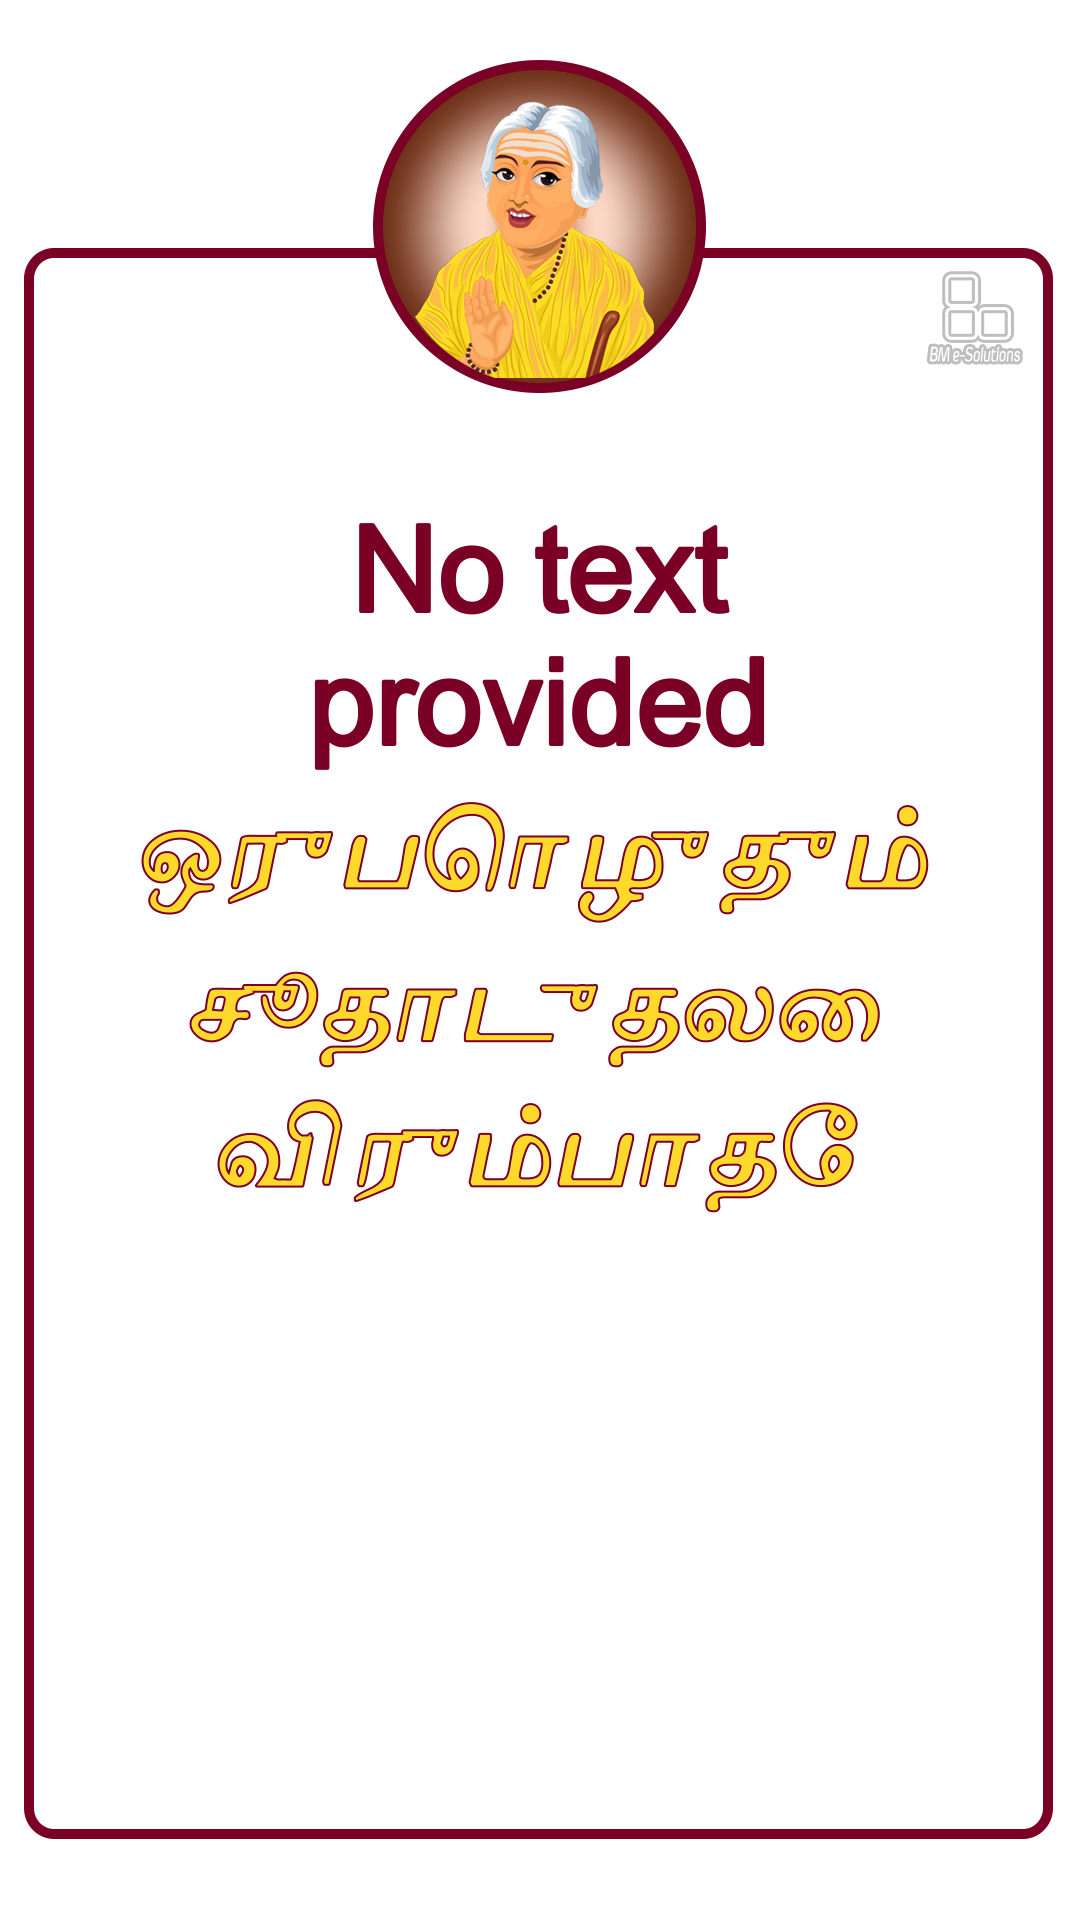 BM e-Solutions
No text
provided
ஒருபொழுதும்
சூதாடுதலை
விரும்பாதே